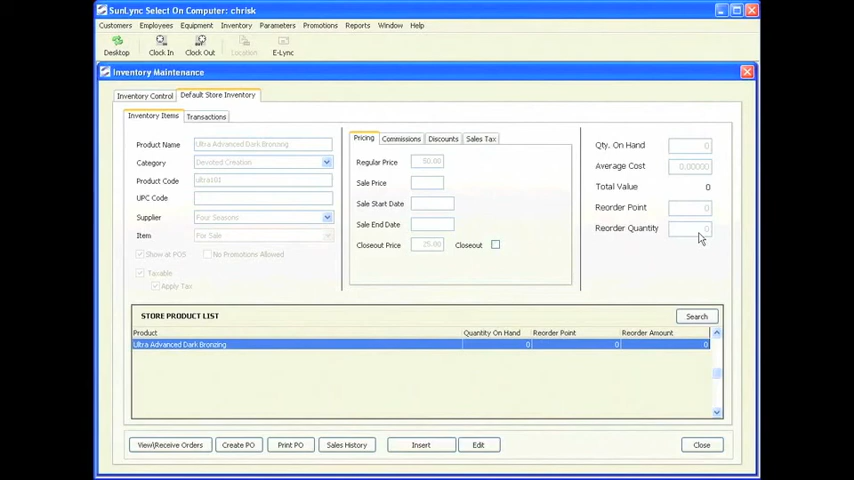 SunLync Select On Computer: chrisk
Customers Employees Equipment Inventory Parameters Promotions Reports Window Help
Desktop Clock In Clock Out Location E-Lync
Inventory Maintenance
Inventory Control Default Store Inventory
Inventory Items Transactions
Product Name Ultra Advanced Dark Bronzing
Category Devoted Creation
Product Code ultra101
UPC Code
Supplier Four Seasons
Item For Sale
Show at POS No Promotions Allowed
Taxable
Apply Tax
Pricing Commissions Discounts Sales Tax
Regular Price 60.00
Sale Price
Sale Start Date
Sale End Date
Closeout Price 25.00 Closeout
Qty. On Hand 0
Average Cost 0.00000
Total Value 0
Reorder Point 0
Reorder Quantity 0
STORE PRODUCT LIST Search
Product Quantity On Hand Reorder Point Reorder Amount
Ultra Advanced Dark Bronzing 0 0 0
View/Receive Orders Create PO Print PO Sales History Insert Edit Close